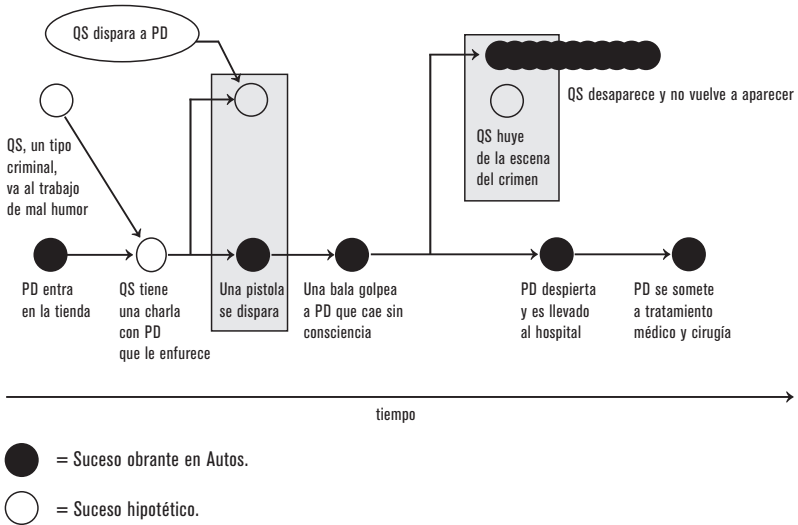 QS dispara a PD
QS, un tipo
criminal,
va al trabajo
de mal humor
QS desaparece y no vuelve a aparecer
QS huye
de la escena
del crimen
PD entra
en la tienda
QS tiene
una charla
con PD
que le enfurece
Una pistola
se dispara
Una bala golpea
a PD que cae sin
consciencia
PD despierta
y es llevado
al hospital
PD se somete
a tratamiento
médico y cirugía
tiempo
= Suceso obrante en Autos.
= Suceso hipotético.